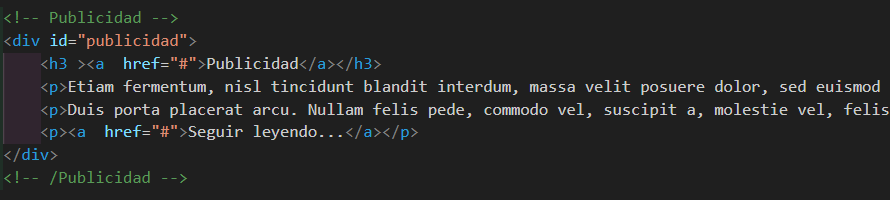 <!-- Publicidad -->
<div id="publicidad">
<h3 ><a  href="#">Publicidad</a></h3>
<p>Etiam fermentum, nisl tincidunt blandit interdum, massa velit posuere dolor, sed euismod
<p>Duis porta placerat arcu. Nullam felis pede, commodo vel, suscipit a, molestie vel, felis
<p><a  href="#">Seguir leyendo...</a></p>
</div>
<!-- /Publicidad -->